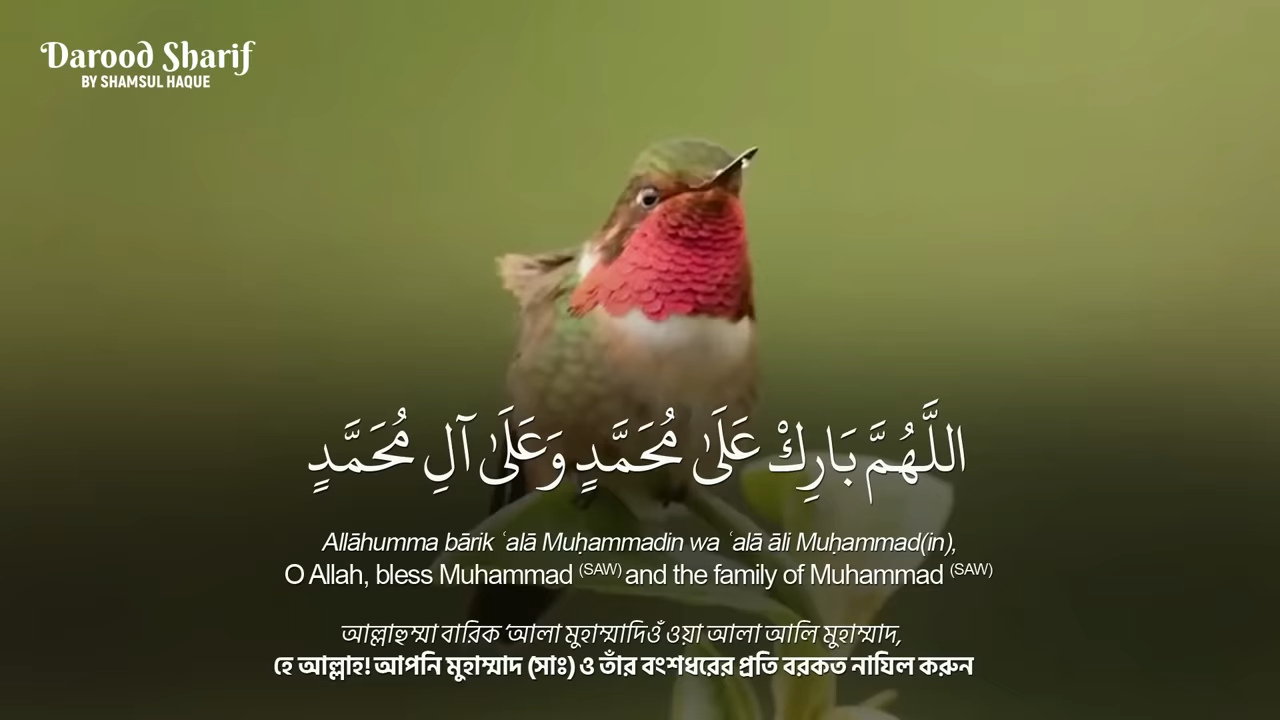 Darood Sharif
BY SHAMSUL HAQUE
اللَّهُمَّ بَارِكْ عَلَىٰ مُحَمَّدٍ وَعَلَىٰ آلِ مُحَمَّدٍ
Allāhumma bārik ʿalā Muḥammadin wa ʿalā āli Muḥammad(in),
O Allah, bless Muhammad (SAW) and the family of Muhammad (SAW)
আল্লাহুম্মা বারিক ‘আলা মুহাম্মাদিওঁ ওয়া আলা আলি মুহাম্মাদ,
হে আল্লাহ! আপনি মুহাম্মাদ (সাঃ) ও তাঁর বংশধরের প্রতি বরকত নাযিল করুন